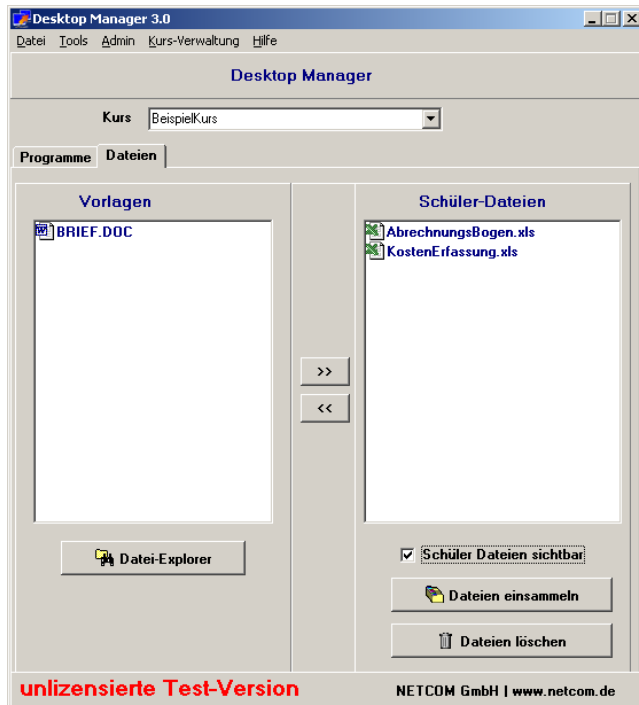 Desktop Manager 3.0
Datei Tools Admin Kurs-Verwaltung Hilfe
Desktop Manager
Kurs BeispielKurs
Programme Dateien
Vorlagen
BRIEF.DOC
>>
<<
Datei-Explorer
Schüler-Dateien
AbrechnungsBogen.xls
KostenErfassung.xls
Schüler Dateien sichtbar
Dateien einsammeln
Dateien löschen
unlizensierte Test-Version
NETCOM GmbH | www.netcom.de